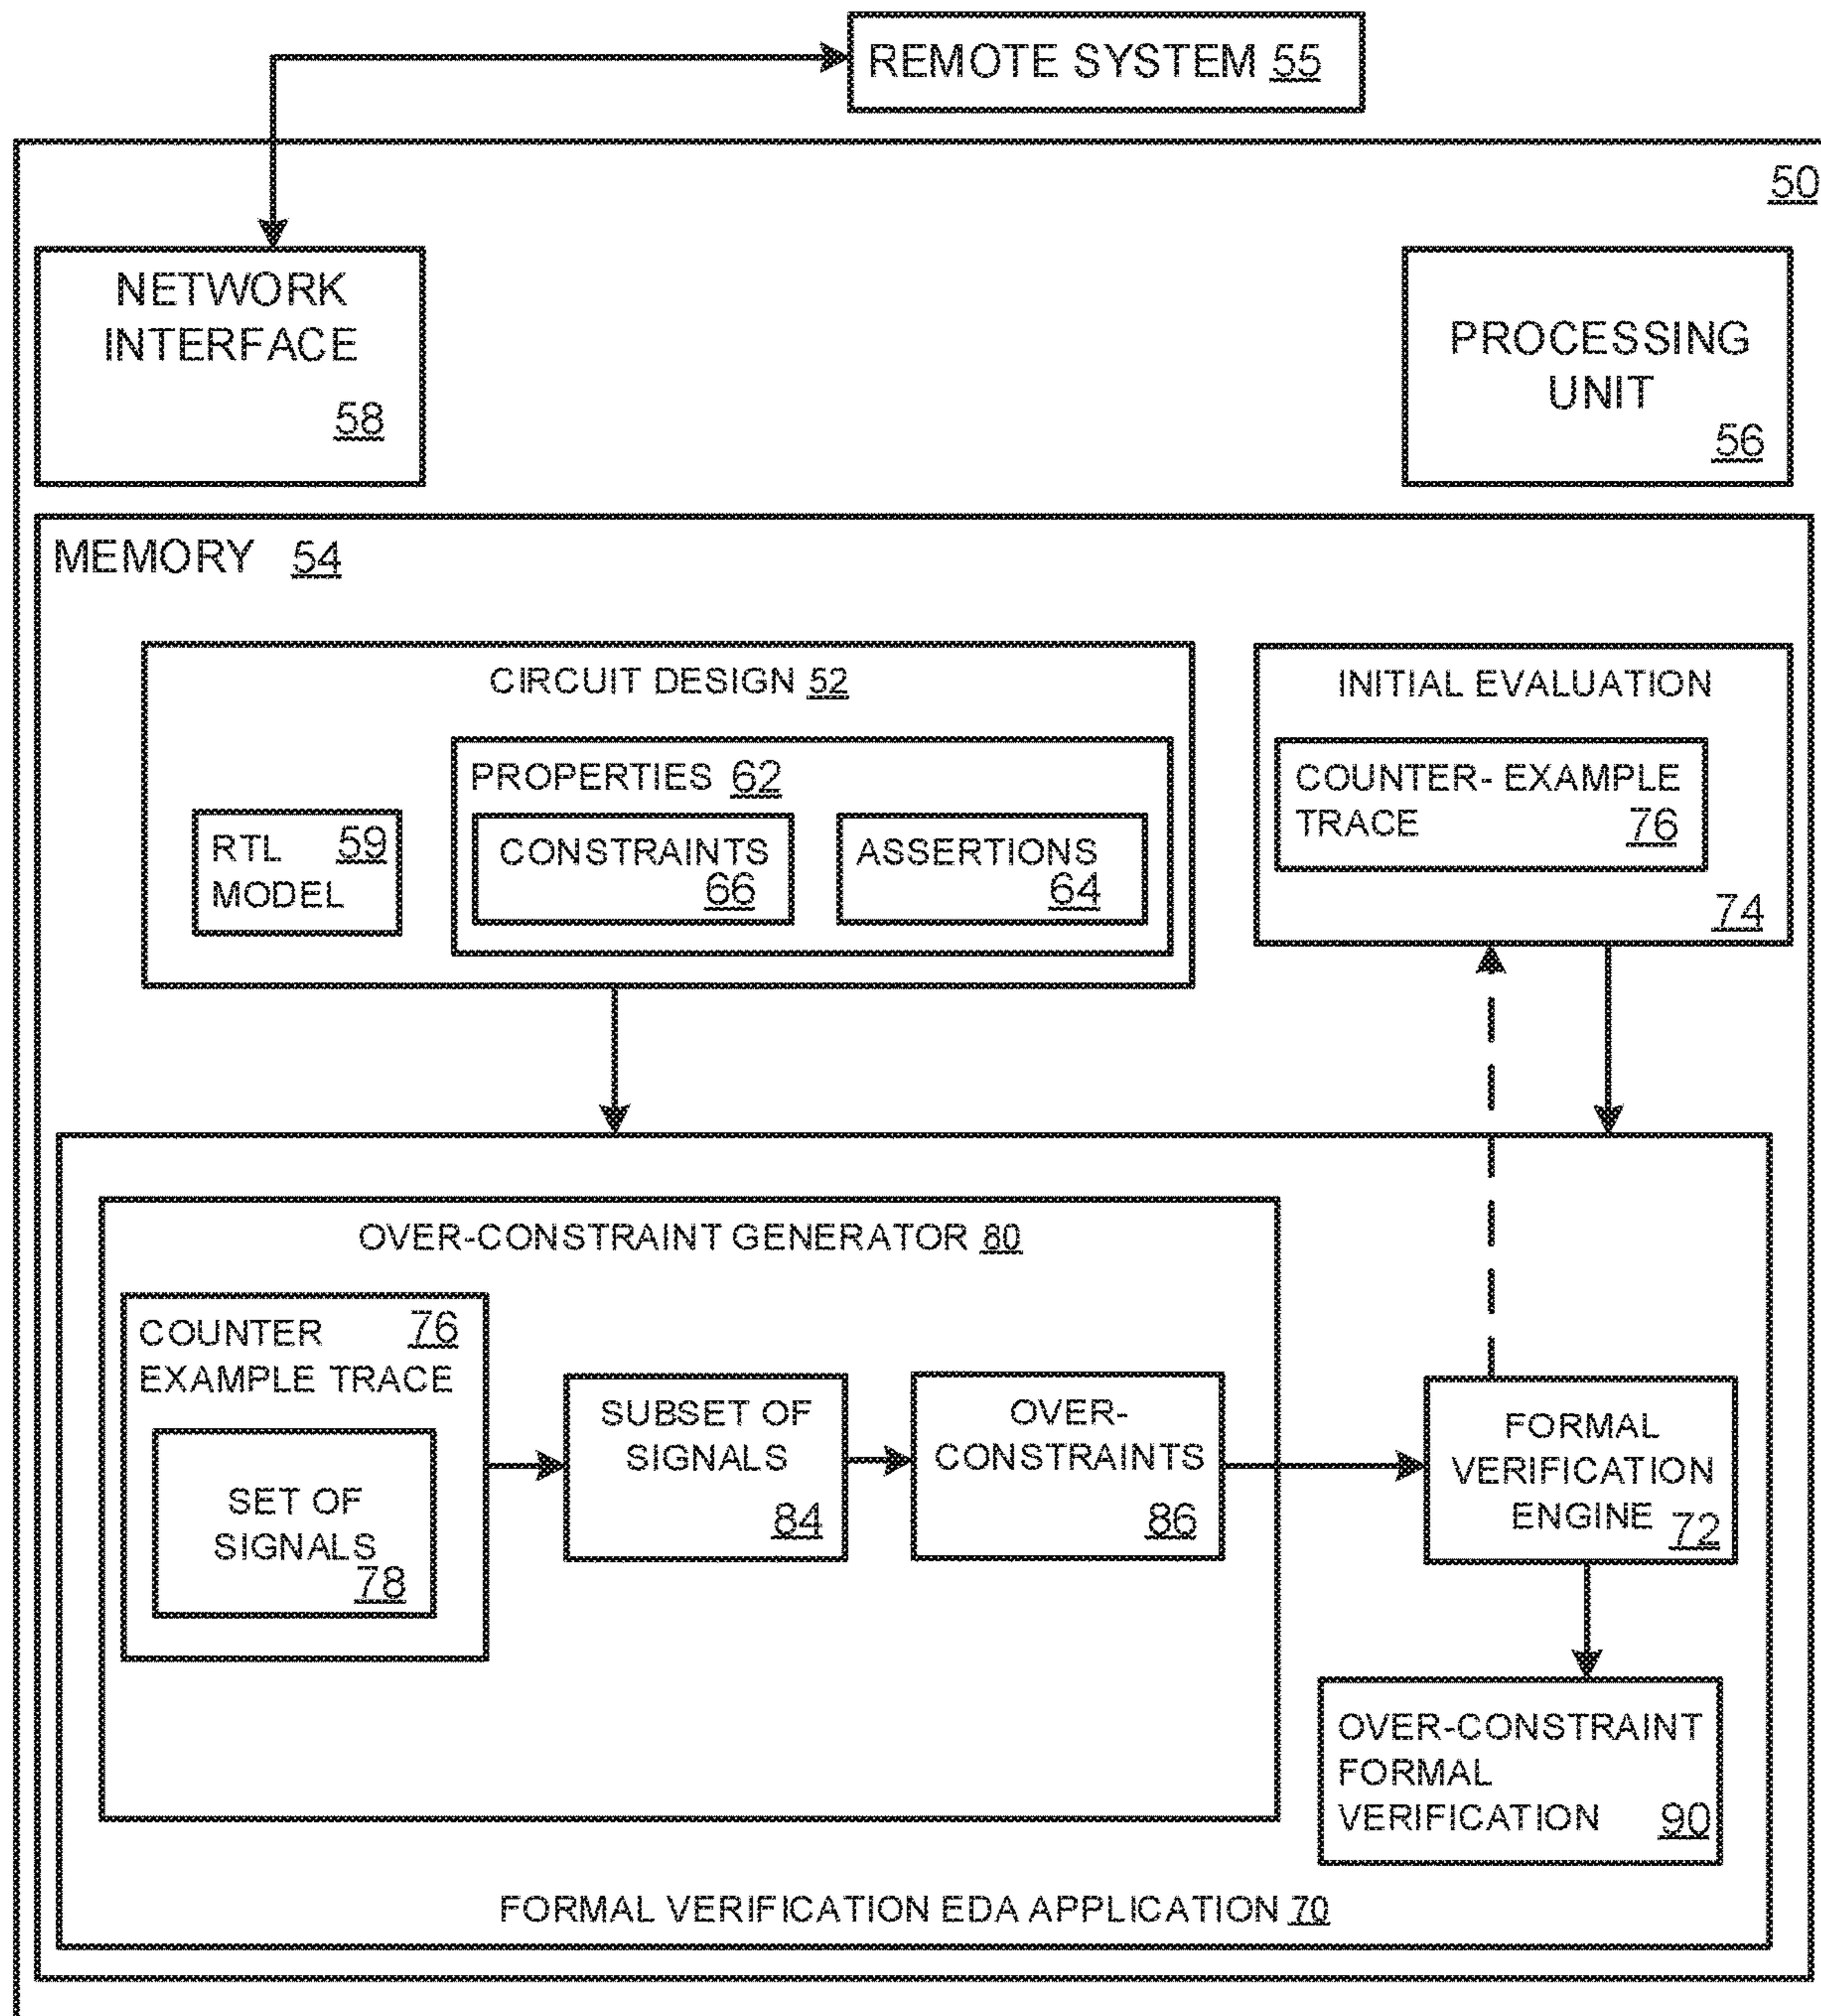 REMOTE SYSTEM 55
50
NETWORK
INTERFACE
58
PROCESSING
UNIT
56
MEMORY 54
CIRCUIT DESIGN 52
PROPERTIES 62
RTL 59
MODEL
CONSTRAINTS
66
ASSERTIONS
64
INITIAL EVALUATION
COUNTER- EXAMPLE
TRACE 76
74
OVER-CONSTRAINT GENERATOR 80
COUNTER 76
EXAMPLE TRACE
SET OF
SIGNALS
78
SUBSET OF
SIGNALS
84
OVER-
CONSTRAINTS
86
FORMAL
VERIFICATION
ENGINE 72
OVER-CONSTRAINT
FORMAL
VERIFICATION 90
FORMAL VERIFICATION EDA APPLICATION 70